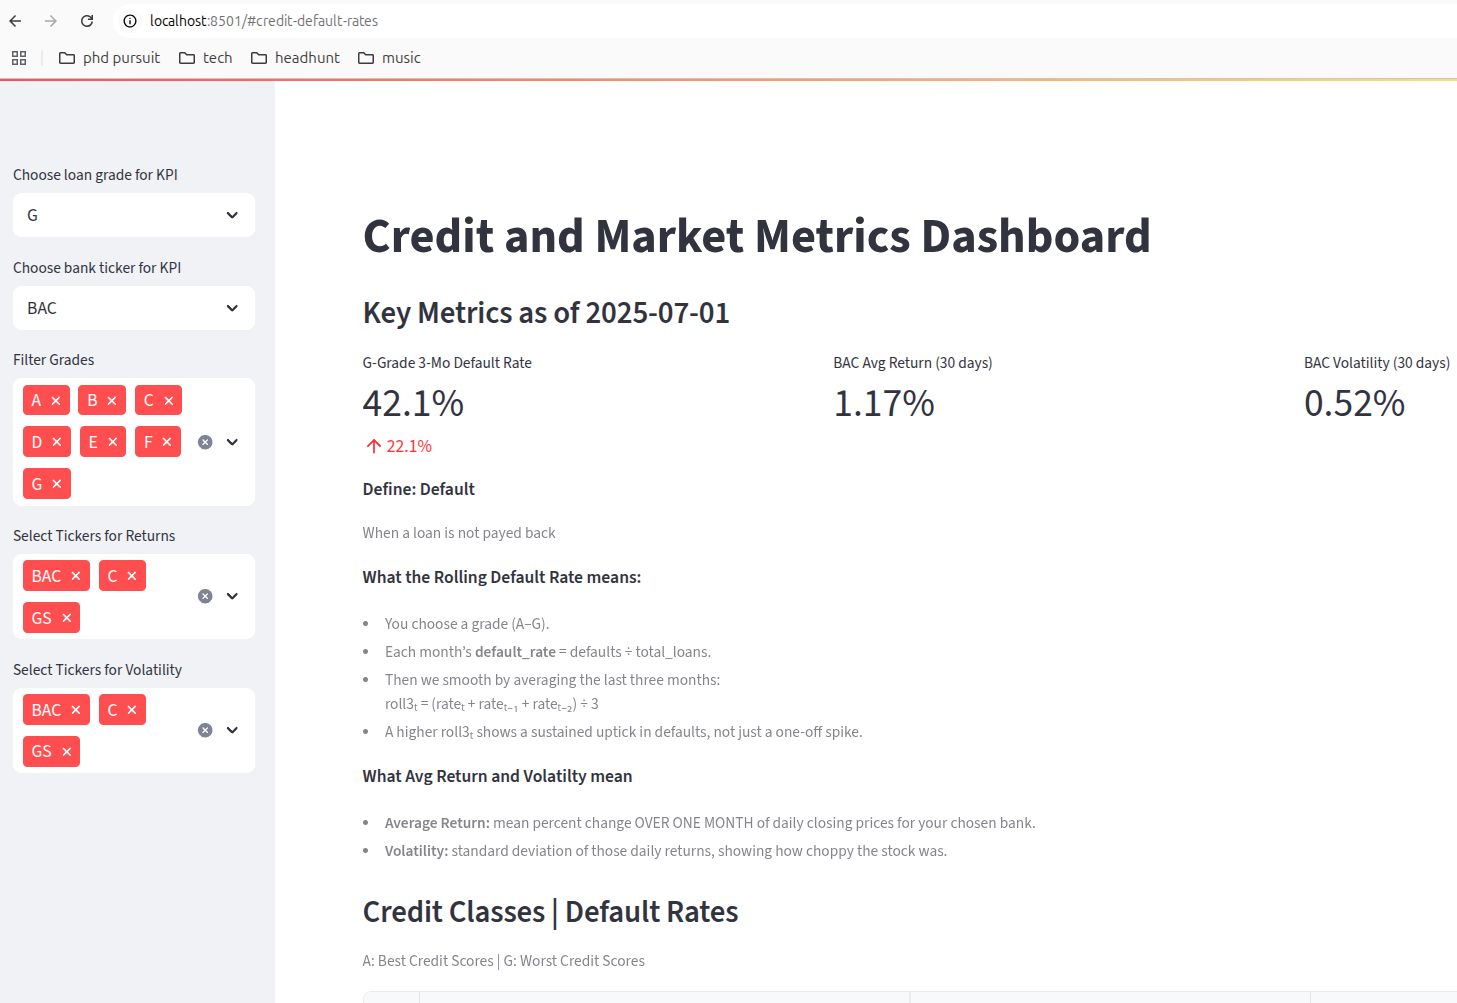 localhost:8501/#credit-default-rates
phd pursuit
tech
headhunt
music
Choose loan grade for KPI
G
Choose bank ticker for KPI
BAC
Filter Grades
A × B × C ×
D × E × F ×
G ×
Select Tickers for Returns
BAC × C ×
GS ×
Select Tickers for Volatility
BAC × C ×
GS ×
Credit and Market Metrics Dashboard
Key Metrics as of 2025-07-01
G-Grade 3-Mo Default Rate
42.1%
↑ 22.1%
BAC Avg Return (30 days)
1.17%
BAC Volatility (30 days)
0.52%
Define: Default
When a loan is not payed back
What the Rolling Default Rate means:
• You choose a grade (A–G).
• Each month’s default_rate = defaults ÷ total_loans.
• Then we smooth by averaging the last three months:
roll3ₜ = (rateₜ + rateₜ₋₁ + rateₜ₋₂) ÷ 3
• A higher roll3ₜ shows a sustained uptick in defaults, not just a one-off spike.
What Avg Return and Volatilty mean
• Average Return: mean percent change OVER ONE MONTH of daily closing prices for your chosen bank.
• Volatility: standard deviation of those daily returns, showing how choppy the stock was.
Credit Classes | Default Rates
A: Best Credit Scores | G: Worst Credit Scores